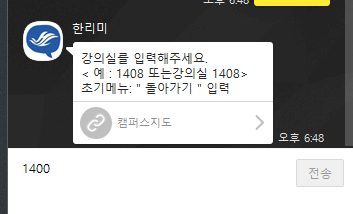 오후 6:48
한리미
강의실를 입력해주세요.
< 예 : 1408 또는강의실 1408>
초기메뉴: " 돌아가기 " 입력
캠퍼스지도
오후 6:48
1400
전송